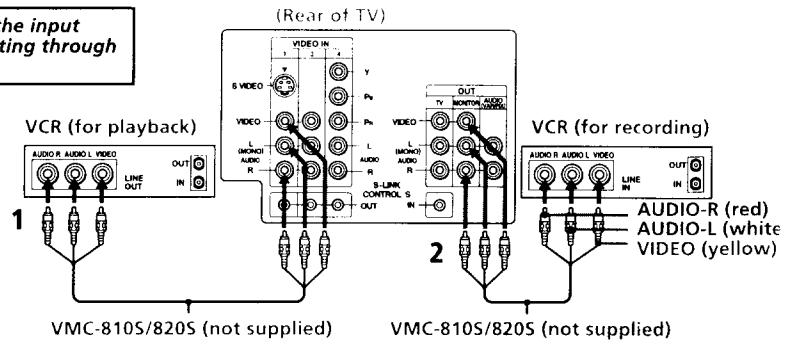 the input
ting through
(Rear of TV)
VIDEO IN
1 3 4
S VIDEO
Y
PB
PR
VIDEO
L
(MONO)
AUDIO
R
L
AUDIO
R
S-LINK
CONTROL S
OUT
IN
OUT
TV MONITOR AUDIO
(VAR/FIX)
VIDEO
L
(MONO)
AUDIO
R
VCR (for playback)
AUDIO R AUDIO L VIDEO
LINE
OUT
OUT
IN
VCR (for recording)
AUDIO R AUDIO L VIDEO
LINE
IN
OUT
IN
1
2
AUDIO-R (red)
AUDIO-L (white
VIDEO (yellow)
VMC-810S/820S (not supplied)
VMC-810S/820S (not supplied)